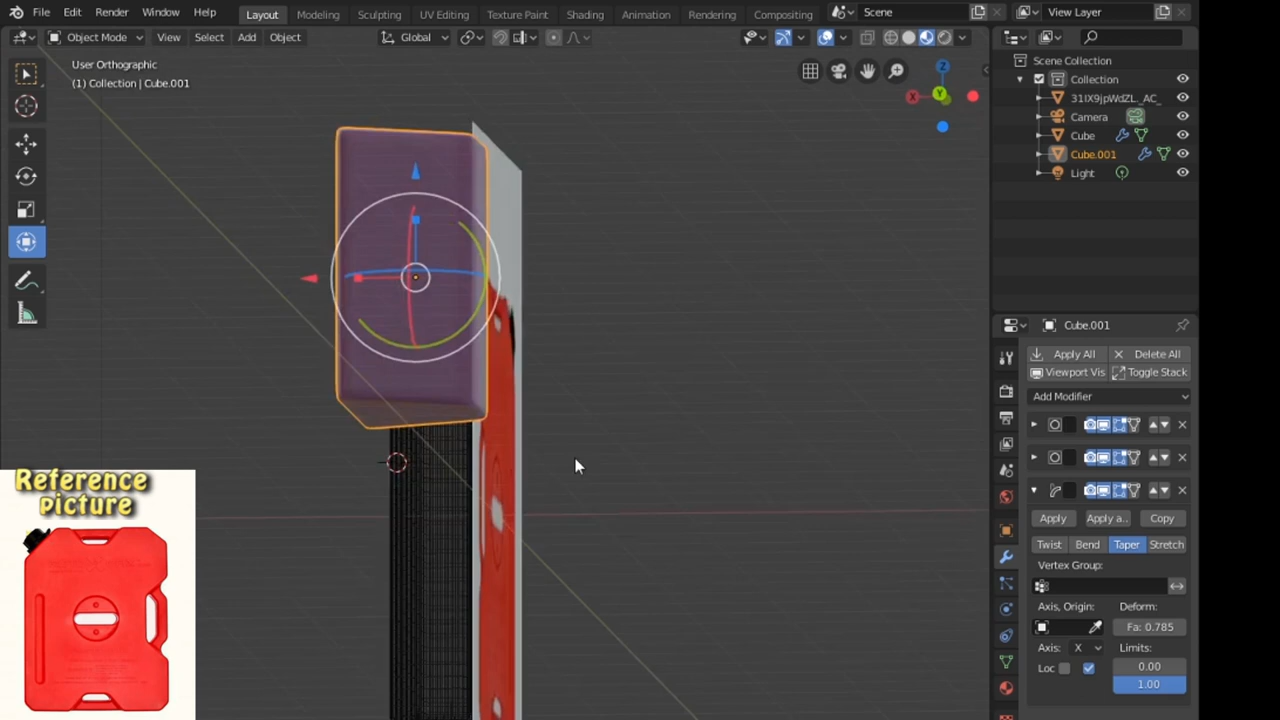 File Edit Render Window Help
Layout Modeling Sculpting UV Editing Texture Paint Shading Animation Rendering Compositing
Scene
View Layer
Object Mode View Select Add Object
Global
User Orthographic
(1) Collection | Cube.001
X
Y
Z
Scene Collection
Collection
31IX9jpWdZL._AC_
Camera
Cube
Cube.001
Light
Cube.001
Apply All
Delete All
Viewport Vis
Toggle Stack
Add Modifier
Apply Apply a.. Copy
Twist Bend Taper Stretch
Vertex Group:
Axis, Origin: Deform:
Fa: 0.785
Axis: X Limits:
Loc 0.00
1.00
Reference
picture